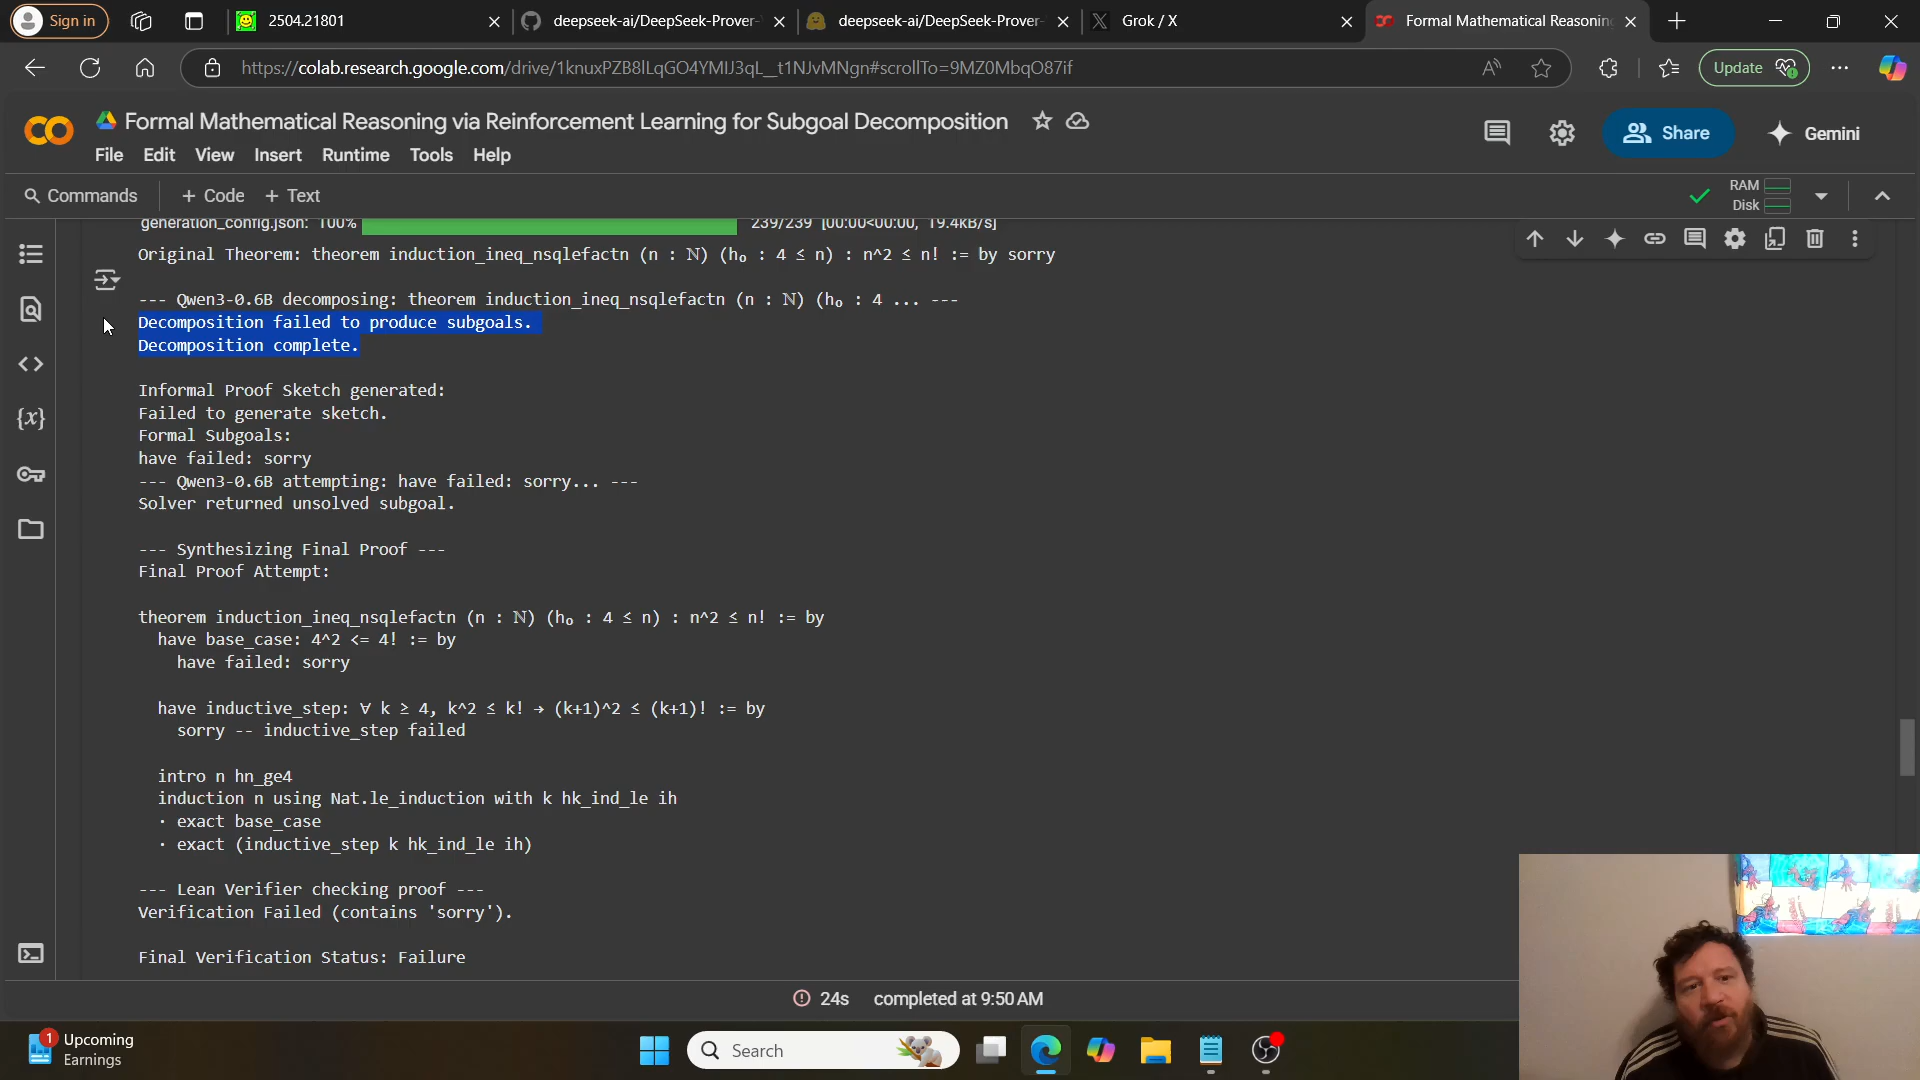 Sign in
2504.21801
deepseek-ai/DeepSeek-Prover-
deepseek-ai/DeepSeek-Prover-
Grok / X
Formal Mathematical Reasoning
https://colab.research.google.com/drive/1knuxPZB8lLqGO4YMIJ3qL_t1NJvMNgn#scrollTo=9MZ0MbqO87if
Update
Formal Mathematical Reasoning via Reinforcement Learning for Subgoal Decomposition
File Edit View Insert Runtime Tools Help
Share
Gemini
Commands + Code + Text
RAM
Disk
generation_config.json: 100% 239/239 [00:00<00:00, 19.4kB/s]
Original Theorem: theorem induction_ineq_nsqlefactn (n : ℕ) (h₀ : 4 ≤ n) : n^2 ≤ n! := by sorry
--- Qwen3-0.6B decomposing: theorem induction_ineq_nsqlefactn (n : ℕ) (h₀ : 4 ... ---
Decomposition failed to produce subgoals.
Decomposition complete.
Informal Proof Sketch generated:
Failed to generate sketch.
Formal Subgoals:
have failed: sorry
--- Qwen3-0.6B attempting: have failed: sorry... ---
Solver returned unsolved subgoal.
--- Synthesizing Final Proof ---
Final Proof Attempt:
theorem induction_ineq_nsqlefactn (n : ℕ) (h₀ : 4 ≤ n) : n^2 ≤ n! := by
have base_case: 4^2 <= 4! := by
have failed: sorry
have inductive_step: ∀ k ≥ 4, k^2 ≤ k! → (k+1)^2 ≤ (k+1)! := by
sorry -- inductive_step failed
intro n hn_ge4
induction n using Nat.le_induction with k hk_ind_le ih
· exact base_case
· exact (inductive_step k hk_ind_le ih)
--- Lean Verifier checking proof ---
Verification Failed (contains 'sorry').
Final Verification Status: Failure
24s completed at 9:50 AM
1
Upcoming
Earnings
Search